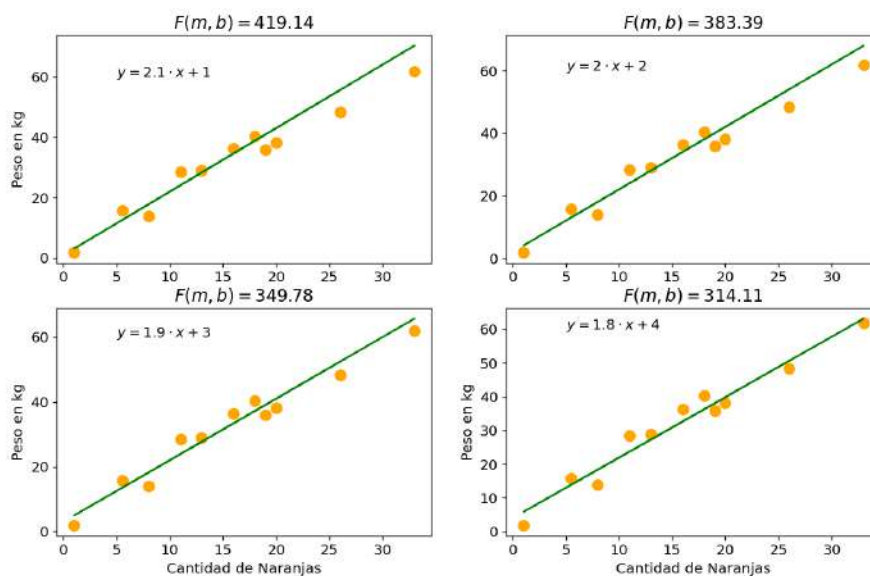 F(m, b) = 419.14
y = 2.1 · x + 1
Peso en kg
60
40
20
0
0 5 10 15 20 25 30
F(m, b) = 383.39
y = 2 · x + 2
60
40
20
0
0 5 10 15 20 25 30
F(m, b) = 349.78
y = 1.9 · x + 3
Peso en kg
60
40
20
0
0 5 10 15 20 25 30
Cantidad de Naranjas
F(m, b) = 314.11
y = 1.8 · x + 4
Peso en kg
60
50
40
30
20
10
0
0 5 10 15 20 25 30
Cantidad de Naranjas